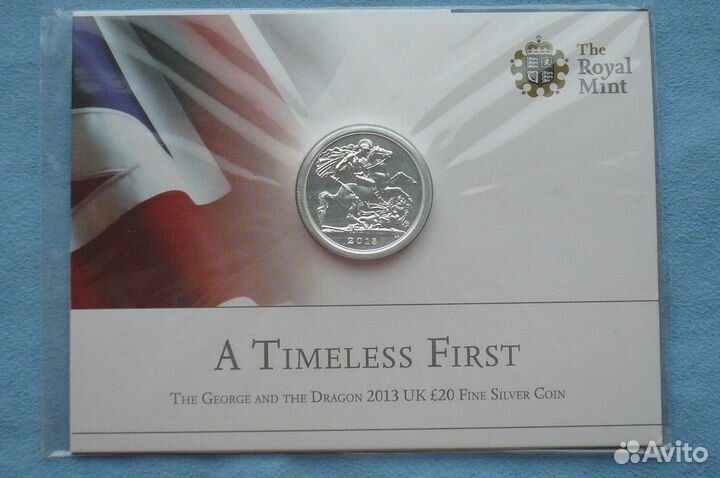 The
Royal
Mint
2013
A TIMELESS FIRST
THE GEORGE AND THE DRAGON 2013 UK £20 FINE SILVER COIN
Avito